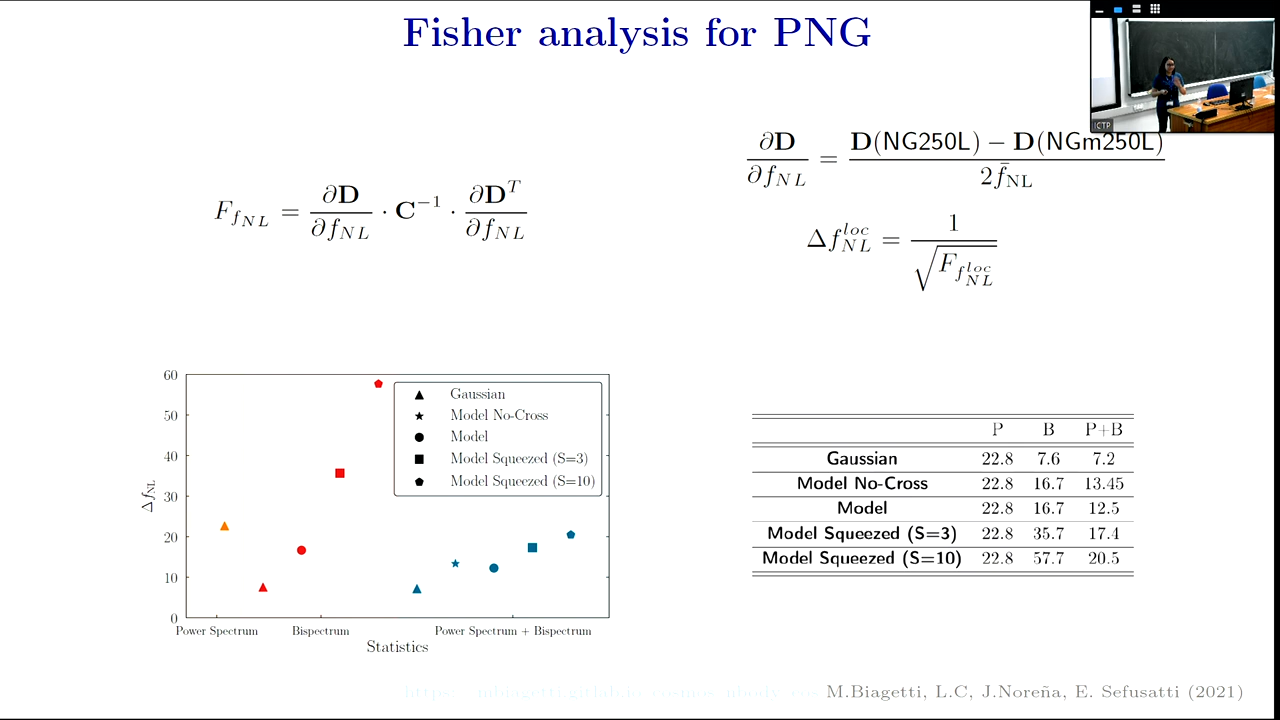 Fisher analysis for PNG
ICTP
∂D/∂f_NL = (D(NG250L) − D(NGm250L)) / 2f̄_NL
F_{f_NL} = ∂D/∂f_NL · C^{−1} · ∂D^T/∂f_NL
Δf_NL^loc = 1/√F_{f_NL^loc}
60
50
40
30
20
10
0
Δf_NL
Gaussian
Model No-Cross
Model
Model Squeezed (S=3)
Model Squeezed (S=10)
Power Spectrum Bispectrum Power Spectrum + Bispectrum
Statistics
P B P+B
Gaussian 22.8 7.6 7.2
Model No-Cross 22.8 16.7 13.45
Model 22.8 16.7 12.5
Model Squeezed (S=3) 22.8 35.7 17.4
Model Squeezed (S=10) 22.8 57.7 20.5
M.Biagetti, L.C, J.Noreña, E. Sefusatti (2021)